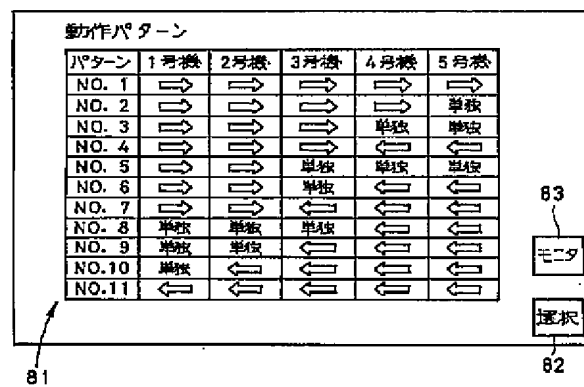 動作パターン
パターン 1号機 2号機 3号機 4号機 5号機
NO. 1 ⇨ ⇨ ⇨ ⇨ ⇨
NO. 2 ⇨ ⇨ ⇨ ⇨ 単独
NO. 3 ⇨ ⇨ ⇨ 単独 単独
NO. 4 ⇨ ⇨ ⇨ ⇦ ⇦
NO. 5 ⇨ ⇨ 単独 単独 単独
NO. 6 ⇨ ⇨ 単独 ⇦ ⇦
NO. 7 ⇨ ⇨ ⇦ ⇦ ⇦
NO. 8 単独 単独 単独 ⇦ ⇦
NO. 9 単独 単独 ⇦ ⇦ ⇦
NO.10 単独 ⇦ ⇦ ⇦ ⇦
NO.11 ⇦ ⇦ ⇦ ⇦ ⇦
83
モニタ
選択
82
81